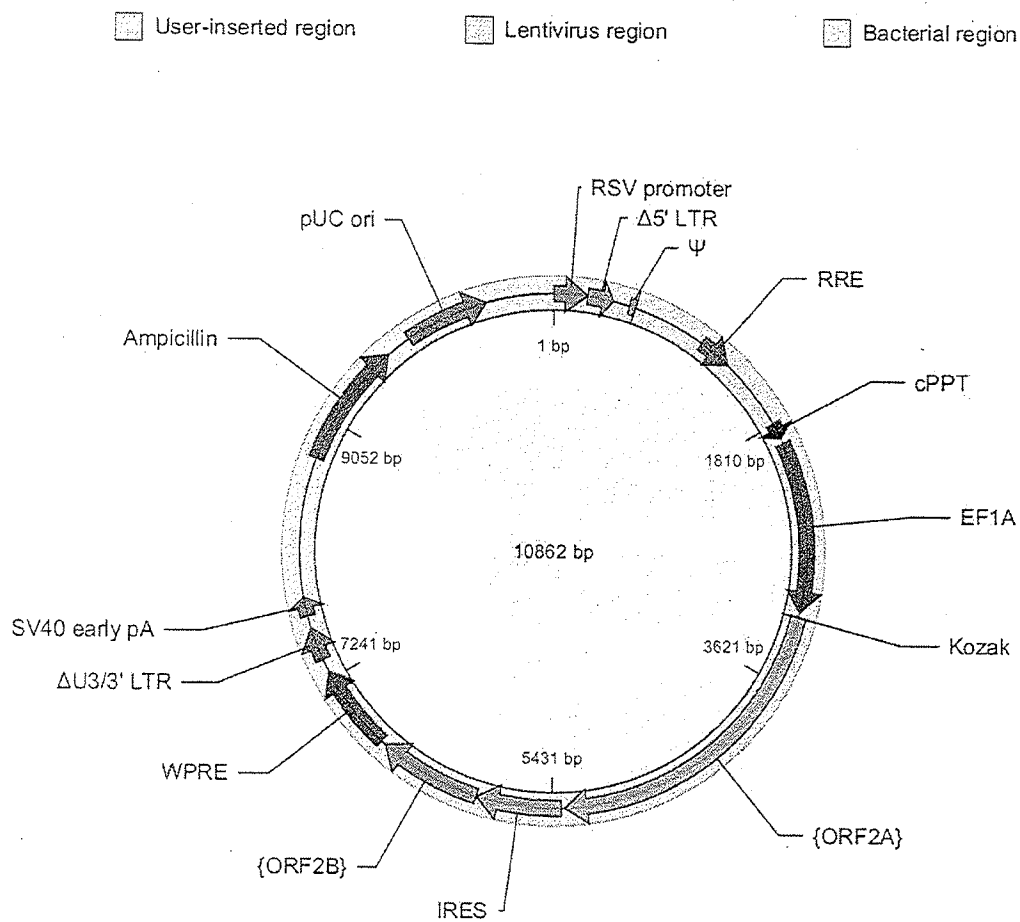 User-inserted region
Lentivirus region
Bacterial region
RSV promoter
Δ5' LTR
Ψ
pUC ori
RRE
Ampicillin
cPPT
1 bp
9052 bp
1810 bp
EF1A
10862 bp
SV40 early pA
Kozak
7241 bp
3621 bp
ΔU3/3' LTR
5431 bp
WPRE
{ORF2A}
{ORF2B}
IRES